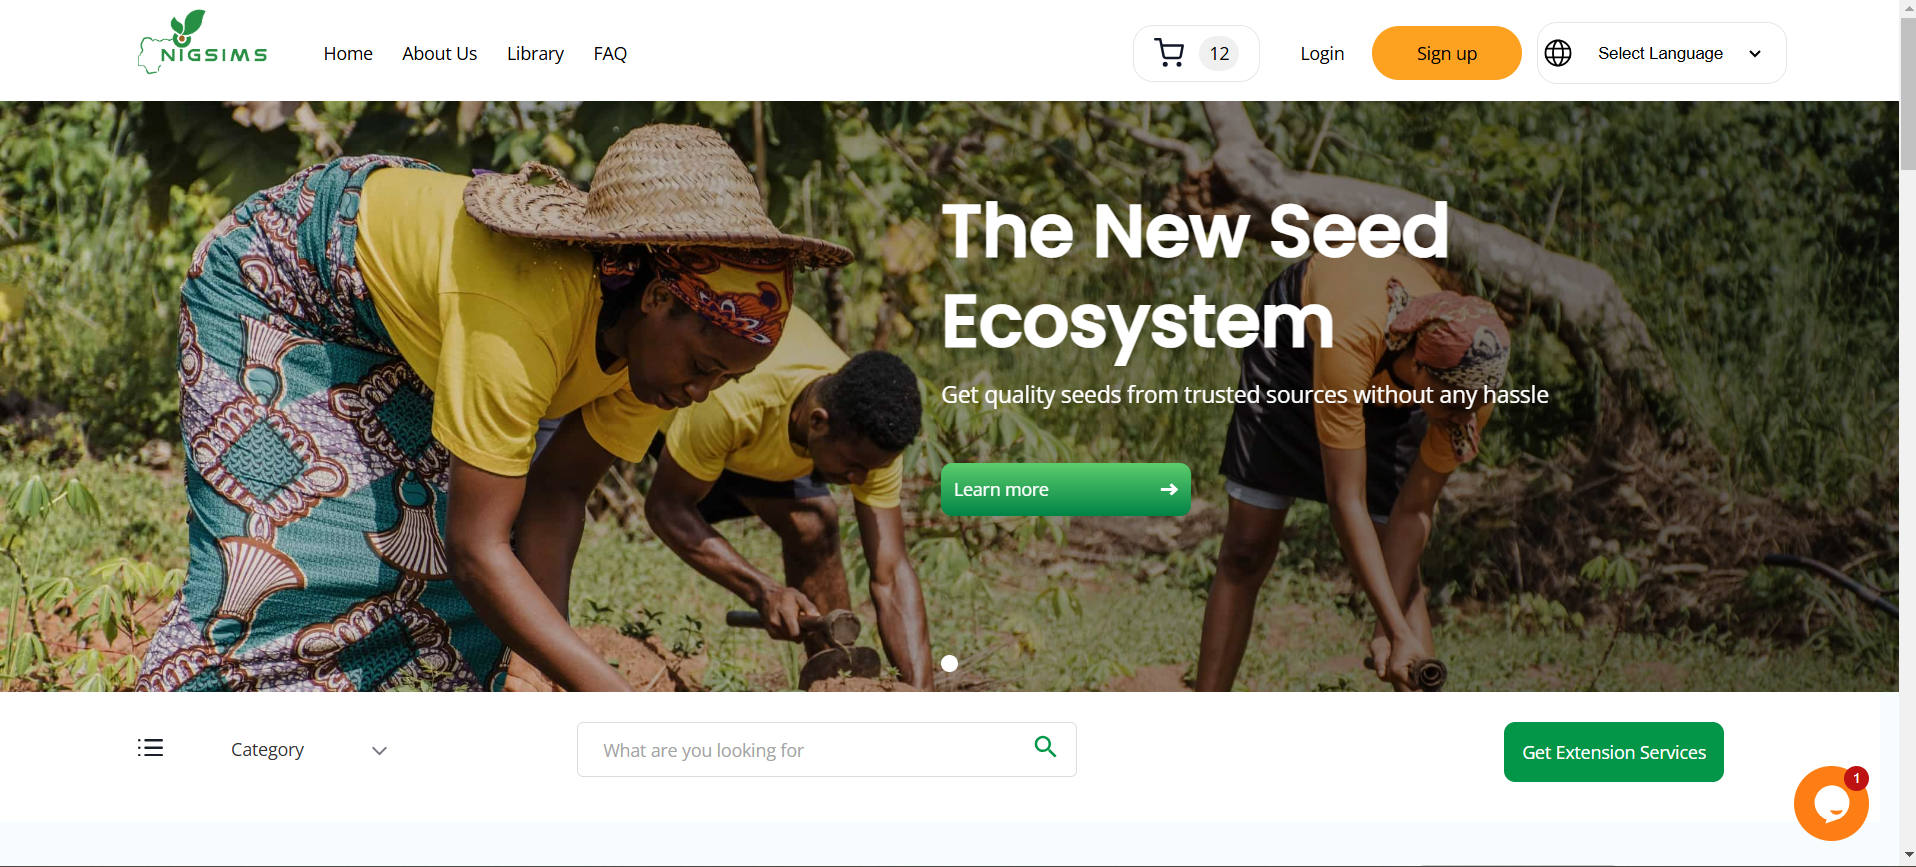 NIGSIMS
Home
About Us
Library
FAQ
12
Login
Sign up
Select Language
The New Seed
Ecosystem
Get quality seeds from trusted sources without any hassle
Learn more
Category
What are you looking for
Get Extension Services
1